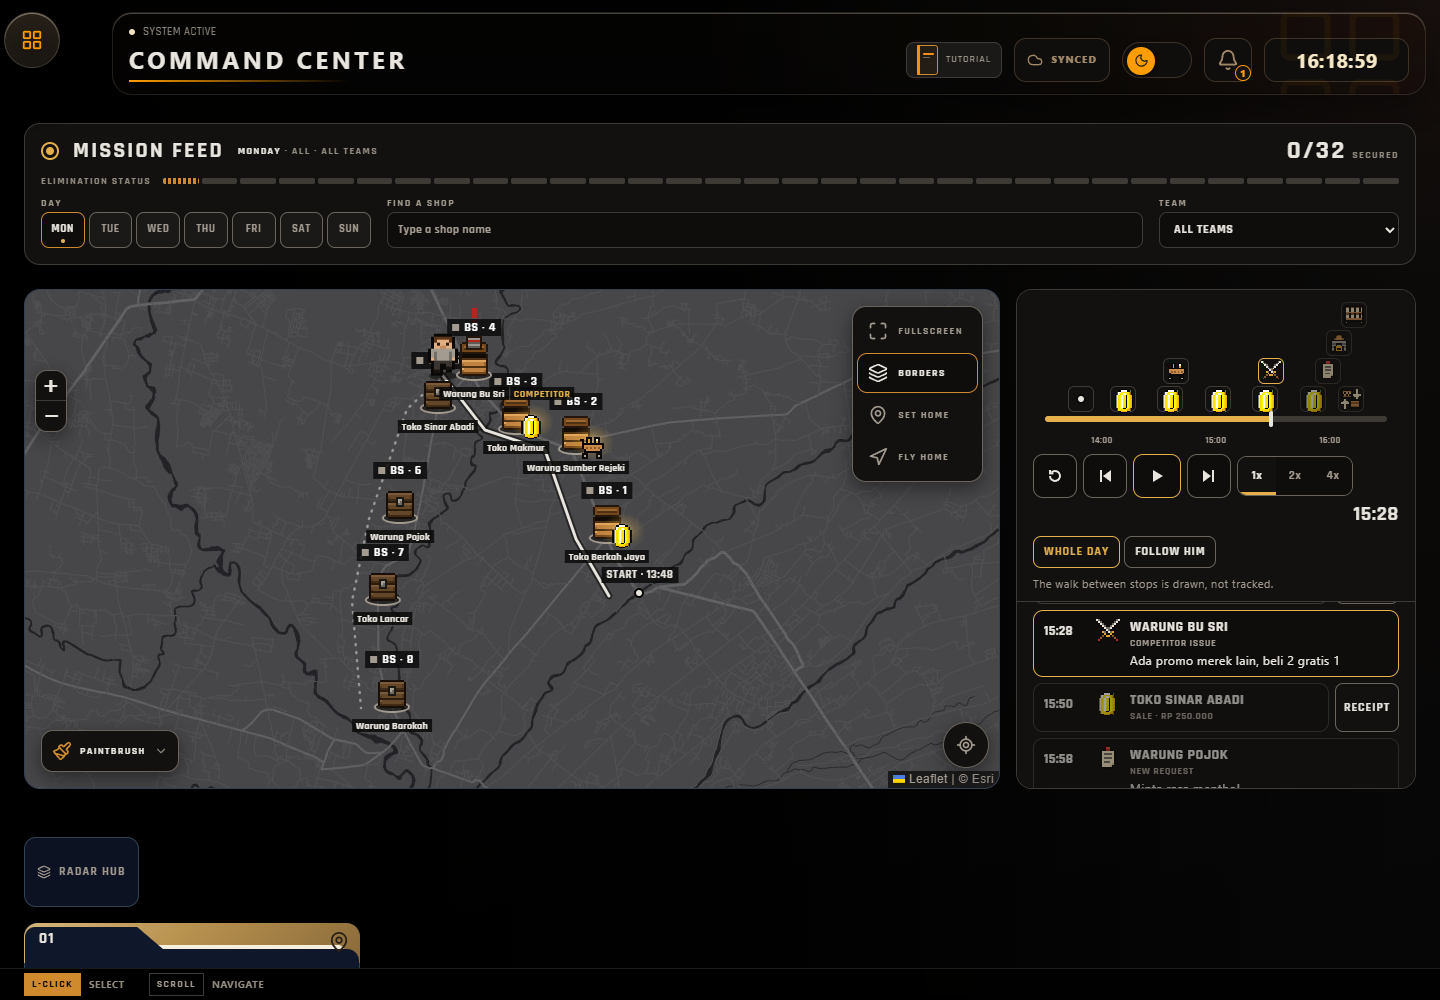 SYSTEM ACTIVE
COMMAND CENTER
TUTORIAL
SYNCED
1
16:18:59
MISSION FEED
MONDAY · ALL · ALL TEAMS
0/32 SECURED
ELIMINATION STATUS
DAY
FIND A SHOP
TEAM
MON
TUE
WED
THU
FRI
SAT
SUN
Type a shop name
ALL TEAMS
+
−
BS - 4
BS - 3
Warung Bu Sri COMPETITOR
BS - 2
Toko Sinar Abadi
Toko Makmur
Warung Sumber Rejeki
BS - 6
BS - 1
Warung Pojok
BS - 7
Toko Berkah Jaya
START · 13:48
Toko Lancar
BS - 8
Warung Barokah
FULLSCREEN
BORDERS
SET HOME
FLY HOME
PAINTBRUSH
Leaflet | © Esri
14:00
15:00
16:00
1x
2x
4x
15:28
WHOLE DAY
FOLLOW HIM
The walk between stops is drawn, not tracked.
15:28
WARUNG BU SRI
COMPETITOR ISSUE
Ada promo merek lain, beli 2 gratis 1
15:50
TOKO SINAR ABADI
SALE · RP 250.000
RECEIPT
15:58
WARUNG POJOK
NEW REQUEST
RADAR HUB
01
L-CLICK
SELECT
SCROLL
NAVIGATE